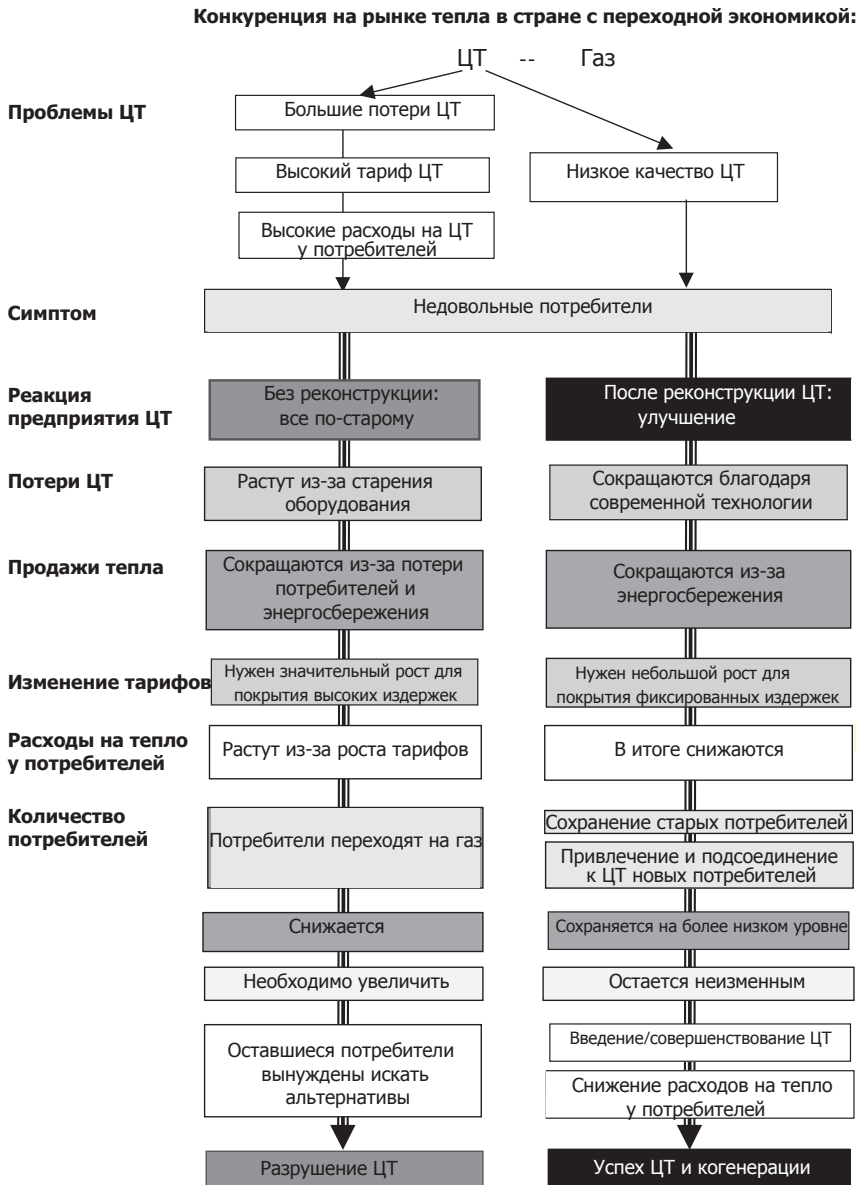 Конкуренция на рынке тепла в стране с переходной экономикой:
ЦТ -- Газ
Проблемы ЦТ
Большие потери ЦТ
Высокий тариф ЦТ
Низкое качество ЦТ
Высокие расходы на ЦТ
у потребителей
Симптом
Недовольные потребители
Реакция
предприятия ЦТ
Без реконструкции:
все по-старому
После реконструкции ЦТ:
улучшение
Потери ЦТ
Растут из-за старения
оборудования
Сокращаются благодаря
современной технологии
Продажи тепла
Сокращаются из-за потери
потребителей и
энергосбережения
Сокращаются из-за
энергосбережения
Изменение тарифов
Нужен значительный рост для
покрытия высоких издержек
Нужен небольшой рост для
покрытия фиксированных издержек
Расходы на тепло
у потребителей
Растут из-за роста тарифов
В итоге снижаются
Количество
потребителей
Потребители переходят на газ
Сохранение старых потребителей
Привлечение и подсоединение
к ЦТ новых потребителей
Снижается
Сохраняется на более низком уровне
Необходимо увеличить
Остается неизменным
Оставшиеся потребители
вынуждены искать
альтернативы
Введение/совершенствование ЦТ
Снижение расходов на тепло
у потребителей
Разрушение ЦТ
Успех ЦТ и когенерации